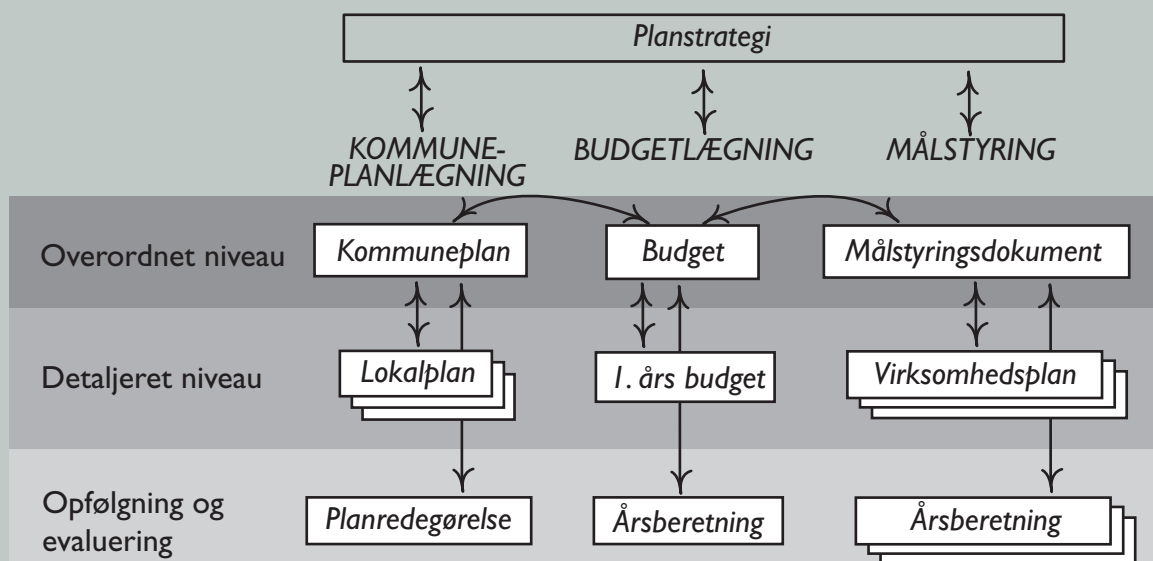 Planstrategi
KOMMUNE-
PLANLÆGNING
BUDGETLÆGNING
MÅLSTYRING
Overordnet niveau
Kommuneplan
Budget
Målstyringsdokument
Detaljeret niveau
Lokalplan
1. års budget
Virksomhedsplan
Opfølgning og
evaluering
Planredegørelse
Årsberetning
Årsberetning